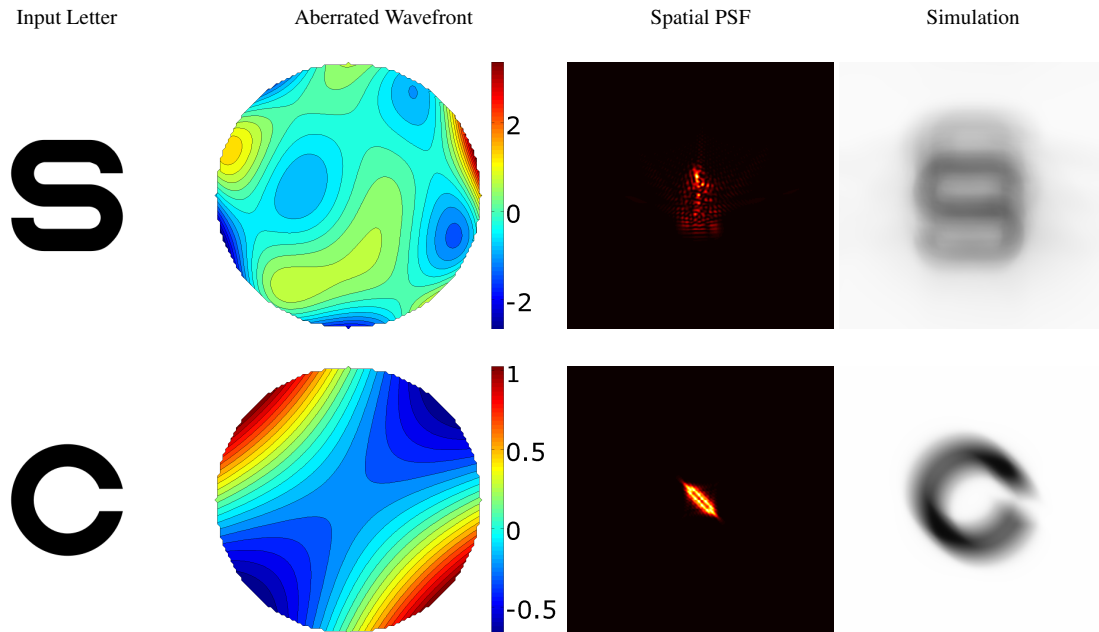 Input Letter Aberrated Wavefront Spatial PSF Simulation
S
2
0
-2
S
C
1
0.5
0
-0.5
C